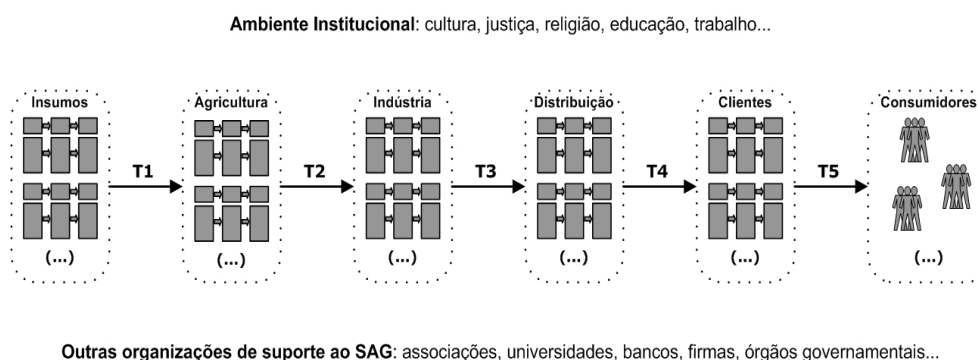 Ambiente Institucional: cultura, justiça, religião, educação, trabalho...
Insumos Agricultura Indústria Distribuição Clientes Consumidores
T1 T2 T3 T4 T5
(...) (...) (...) (...) (...) (...)
Outras organizações de suporte ao SAG: associações, universidades, bancos, firmas, órgãos governamentais...